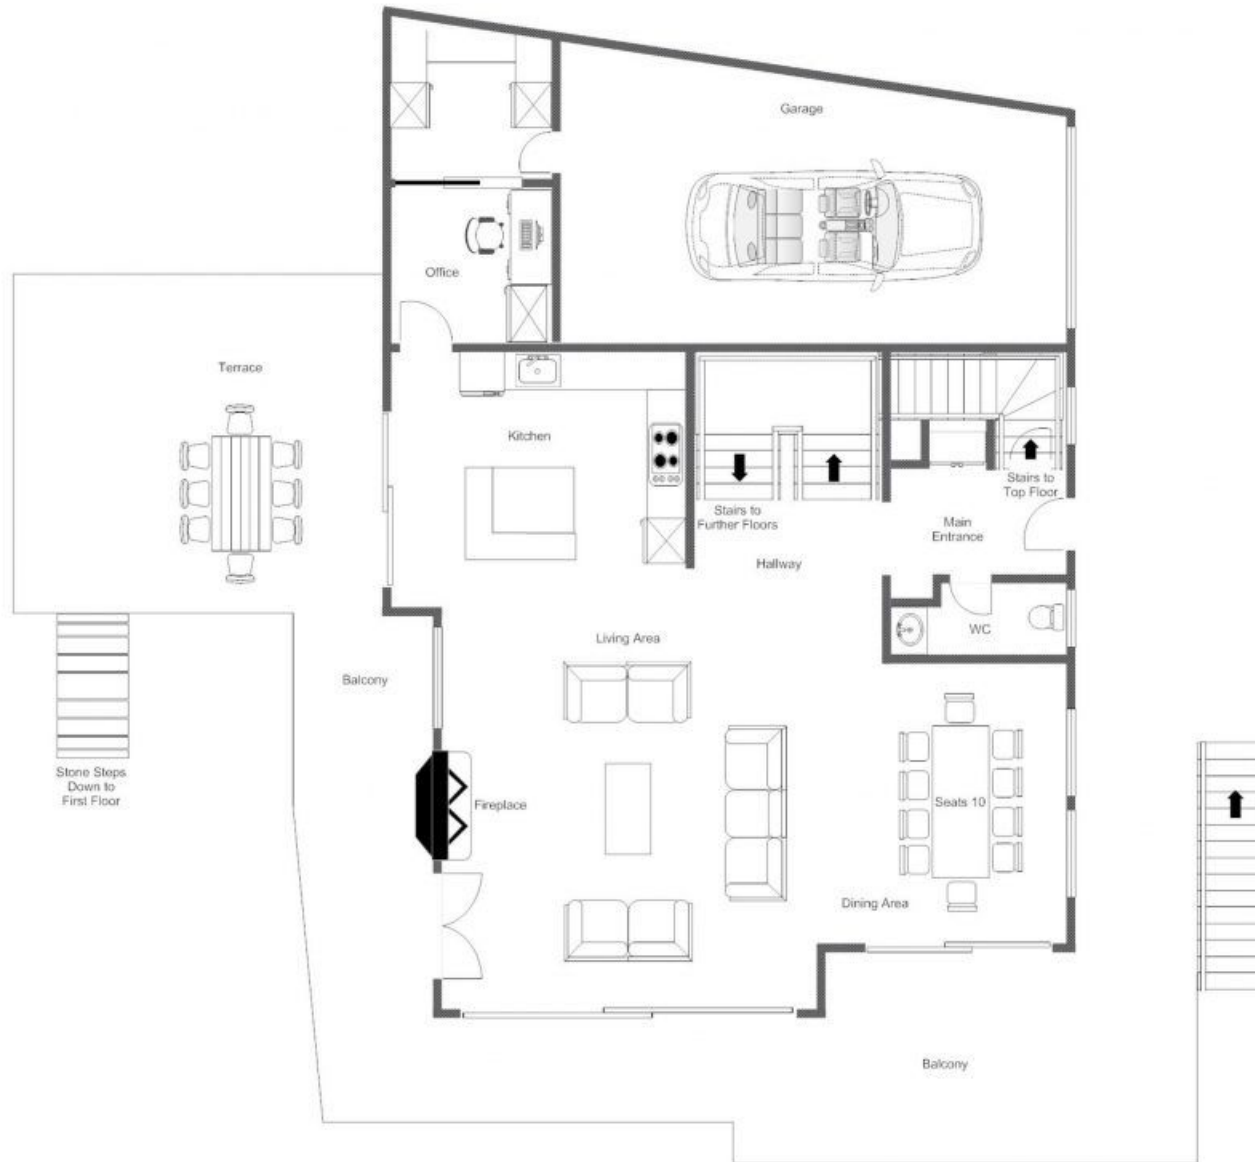 Garage
Office
Terrace
Kitchen
Stairs to
Top Floor
Stairs to
Further Floors
Main
Entrance
Hallway
WC
Living Area
Balcony
Stone Steps
Down to
First Floor
Fireplace
Seats 10
Dining Area
Balcony